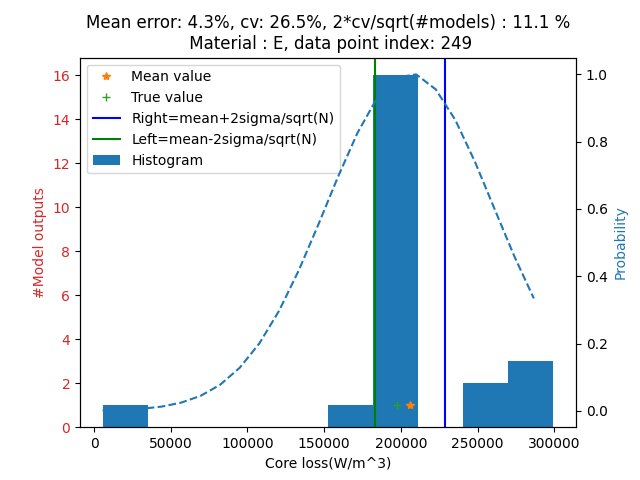 Mean error: 4.3%, cv: 26.5%, 2*cv/sqrt(#models) : 11.1 %
Material : E, data point index: 249
Mean value
True value
Right=mean+2sigma/sqrt(N)
Left=mean-2sigma/sqrt(N)
Histogram
#Model outputs
16
14
12
10
8
6
4
2
0
1.0
0.8
0.6
0.4
0.2
0.0
Probability
0
50000
100000
150000
200000
250000
300000
Core loss(W/m^3)